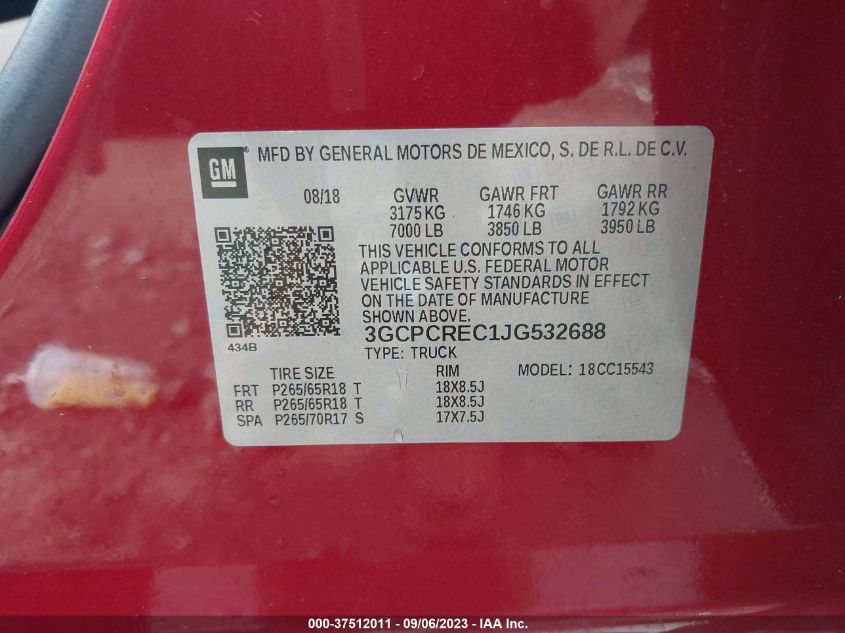 GM ® MFD BY GENERAL MOTORS DE MEXICO, S. DE R.L. DE C.V.
08/18 GVWR GAWR FRT GAWR RR
3175 KG 1746 KG 1792 KG
7000 LB 3850 LB 3950 LB
THIS VEHICLE CONFORMS TO ALL
APPLICABLE U.S. FEDERAL MOTOR
VEHICLE SAFETY STANDARDS IN EFFECT
ON THE DATE OF MANUFACTURE
SHOWN ABOVE.
3GCPCREC1JG532688
434B TYPE: TRUCK
TIRE SIZE RIM MODEL: 18CC15543
FRT P265/65R18 T 18X8.5J
RR P265/65R18 T 18X8.5J
SPA P265/70R17 S 17X7.5J
000-37512011 - 09/06/2023 - IAA Inc.